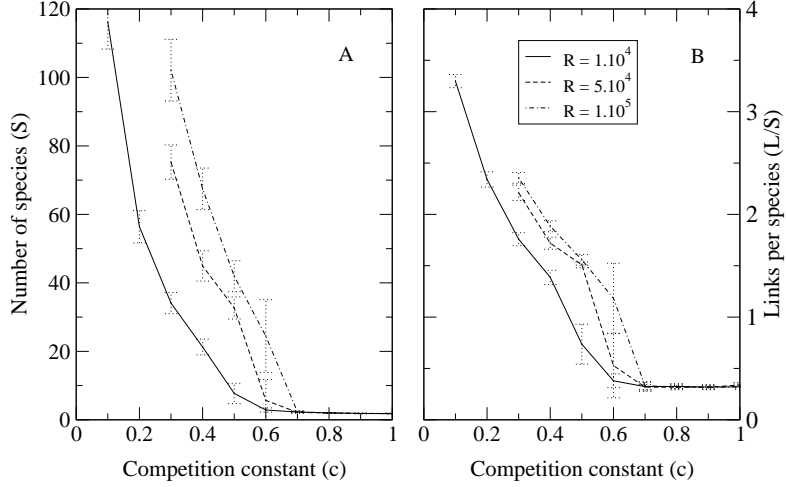 120
100
80
60
40
20
0
Number of species (S)
A
0 0.2 0.4 0.6 0.8 1
Competition constant (c)
B
R = 1.10^4
R = 5.10^4
R = 1.10^5
4
3
2
1
0
Links per species (L/S)
0 0.2 0.4 0.6 0.8 1
Competition constant (c)